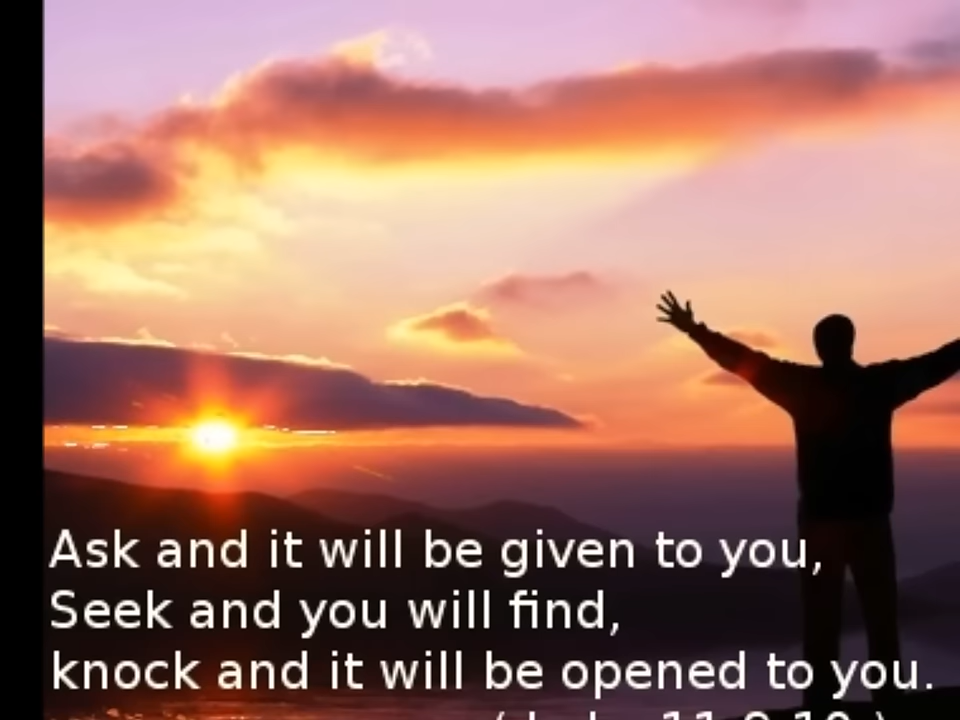 Ask and it will be given to you,
Seek and you will find,
knock and it will be opened to you.